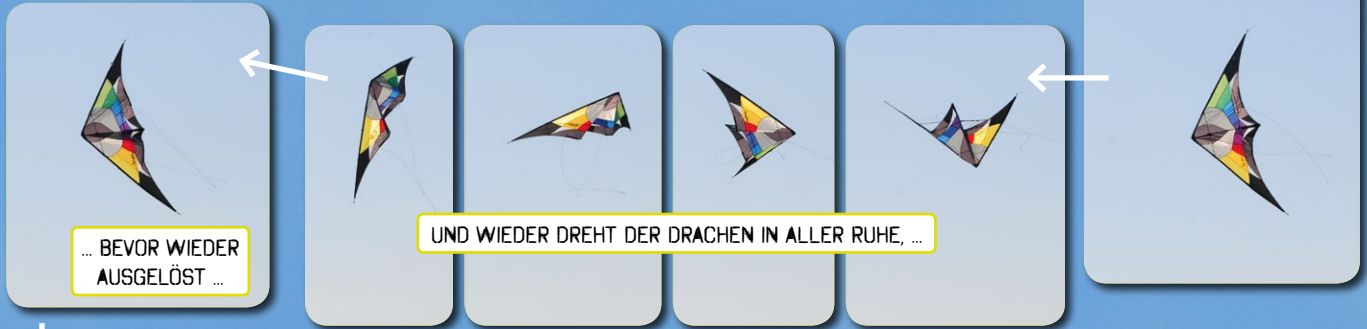 ... BEVOR WIEDER
AUSGELÖST ...
UND WIEDER DREHT DER DRACHEN IN ALLER RUHE, ...